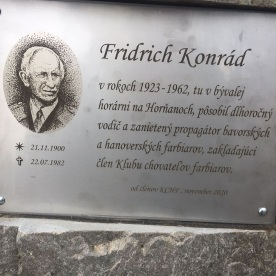 Fridrich Konrád
v rokoch 1923-1962, tu v bývalej
horárni na Horňanoch, pôsobil dlhoročný
vodič a zanietený propagátor bavorských
a hanoverských farbiarov, zakladajúci
člen Klubu chovateľov farbiarov.
* 21.11.1900
✞ 22.07.1982
od členov KCHF, november 2020